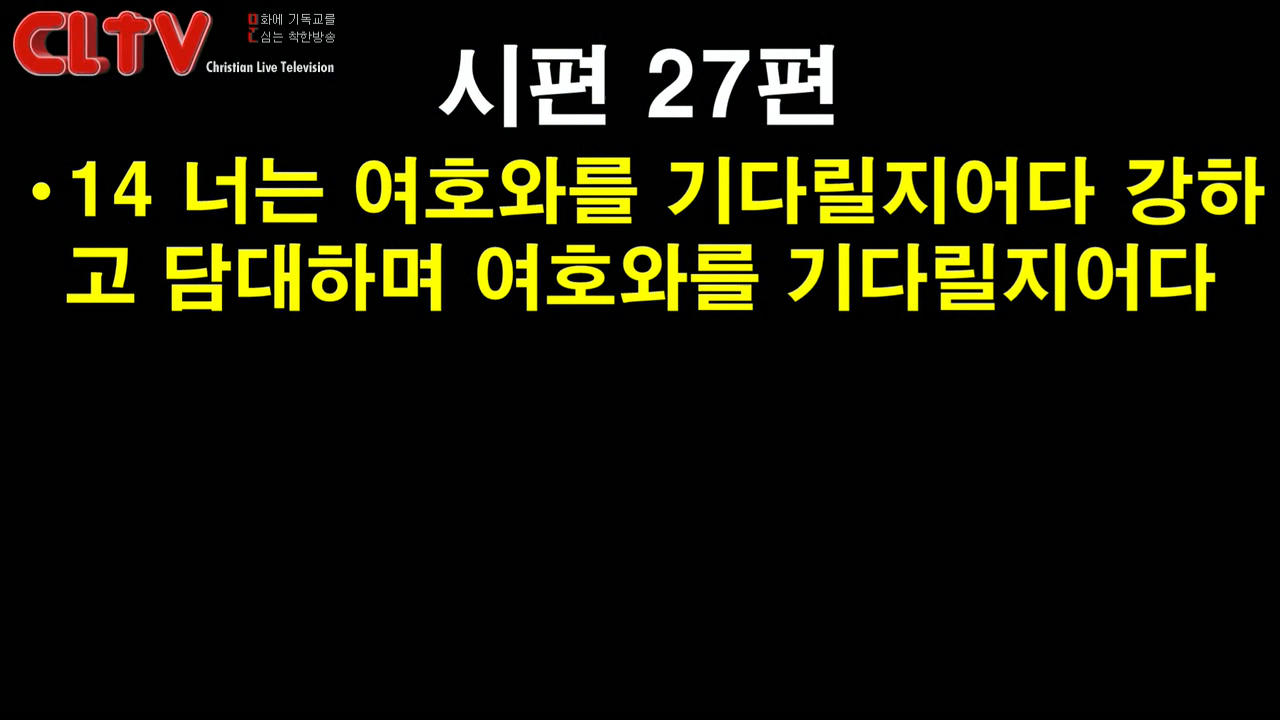 CLTV
화에 기독교를
심는 착한방송
Christian Live Television
시편 27편
• 14 너는 여호와를 기다릴지어다 강하
고 담대하며 여호와를 기다릴지어다